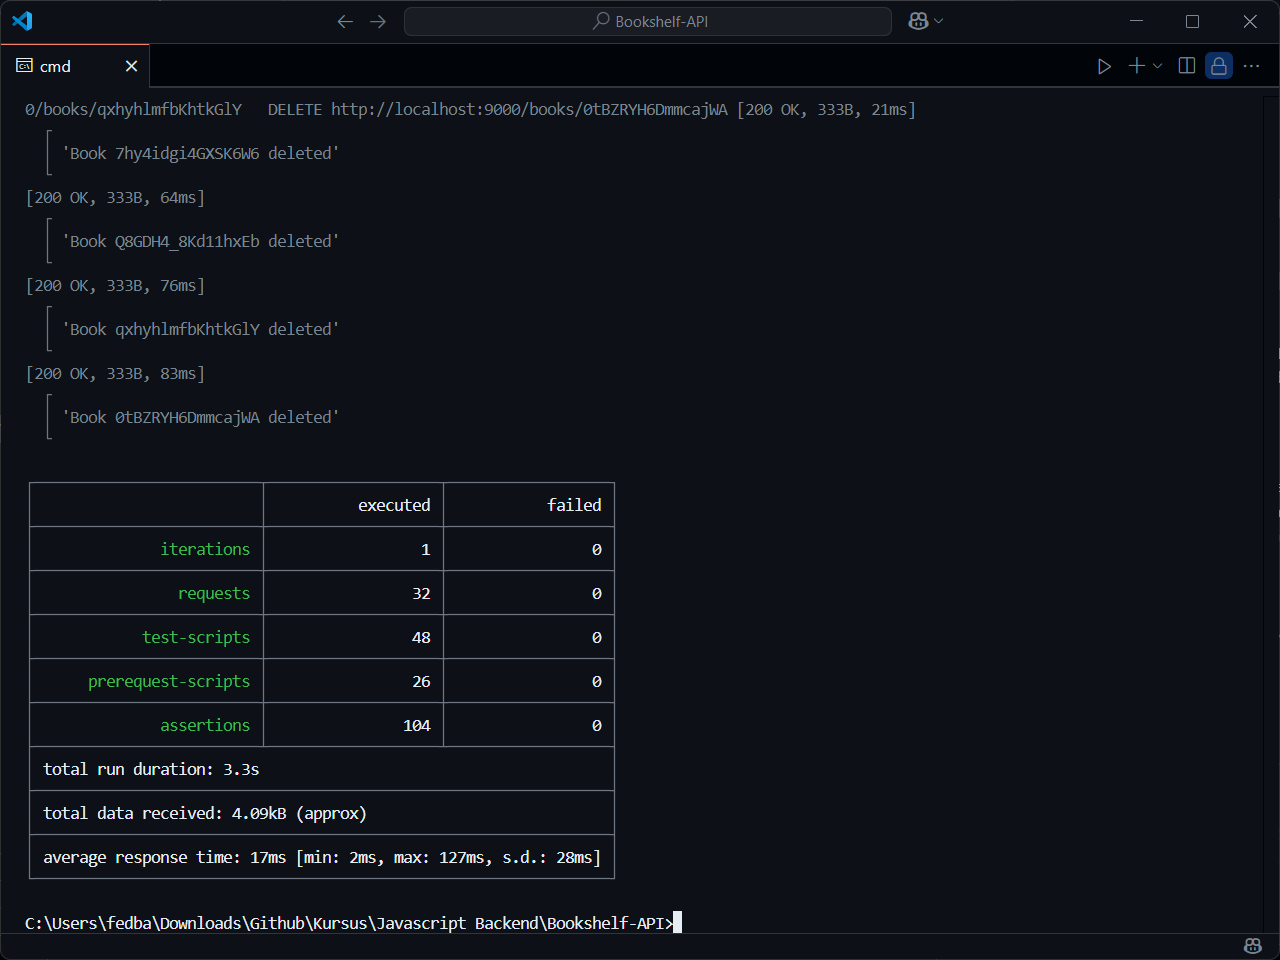 Bookshelf-API
cmd
0/books/qxhyhlmfbKhtkGlY   DELETE http://localhost:9000/books/0tBZRYH6DmmcajWA [200 OK, 333B, 21ms]
'Book 7hy4idgi4GXSK6W6 deleted'
[200 OK, 333B, 64ms]
'Book Q8GDH4_8Kd11hxEb deleted'
[200 OK, 333B, 76ms]
'Book qxhyhlmfbKhtkGlY deleted'
[200 OK, 333B, 83ms]
'Book 0tBZRYH6DmmcajWA deleted'
executed failed
iterations 1 0
requests 32 0
test-scripts 48 0
prerequest-scripts 26 0
assertions 104 0
total run duration: 3.3s
total data received: 4.09kB (approx)
average response time: 17ms [min: 2ms, max: 127ms, s.d.: 28ms]
C:\Users\fedba\Downloads\Github\Kursus\Javascript Backend\Bookshelf-API>